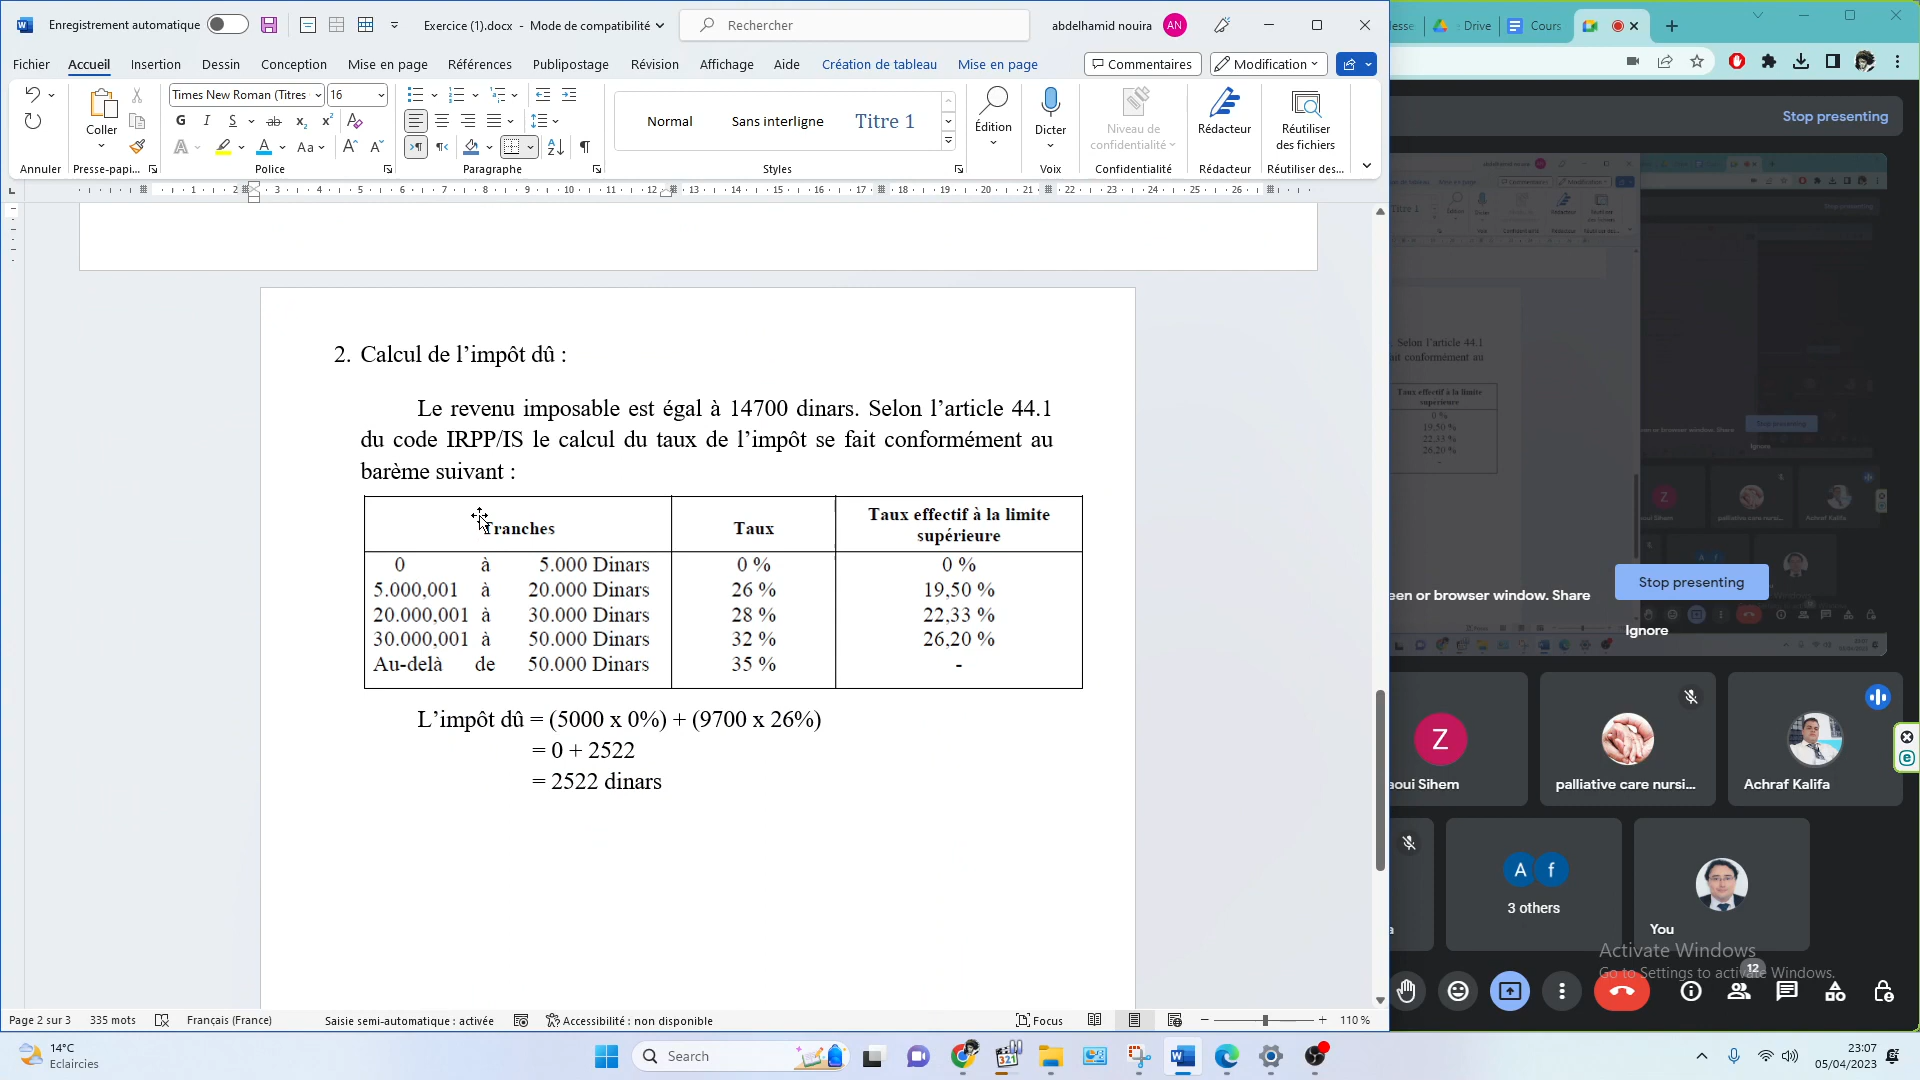 Enregistrement automatique
Exercice (1).docx - Mode de compatibilité
Rechercher
abdelhamid nouira
AN
Fichier Accueil Insertion Dessin Conception Mise en page Références Publipostage Révision Affichage Aide Création de tableau Mise en page
Commentaires
Modification
Times New Roman (Titres
16
Coller
Normal
Sans interligne
Titre 1
Édition
Dicter
Niveau de
confidentialité
Rédacteur
Réutiliser
des fichiers
Annuler Presse-papi... Police Paragraphe Styles Voix Confidentialité Rédacteur Réutiliser des...
2. Calcul de l’impôt dû :
Le revenu imposable est égal à 14700 dinars. Selon l’article 44.1
du code IRPP/IS le calcul du taux de l’impôt se fait conformément au
barème suivant :
Tranches Taux Taux effectif à la limite
supérieure
0 à 5.000 Dinars 0 % 0 %
5.000,001 à 20.000 Dinars 26 % 19,50 %
20.000,001 à 30.000 Dinars 28 % 22,33 %
30.000,001 à 50.000 Dinars 32 % 26,20 %
Au-delà de 50.000 Dinars 35 % -
L’impôt dû = (5000 x 0%) + (9700 x 26%)
= 0 + 2522
= 2522 dinars
Page 2 sur 3 335 mots Français (France) Saisie semi-automatique : activée Accessibilité : non disponible Focus 110 %
Drive
Cours
Stop presenting
een or browser window. Share
Stop presenting
Ignore
Z
aoui Sihem
palliative care nursi...
Achraf Kalifa
A f
3 others
You
Activate Windows
Go to Settings to activate Windows.
12
14°C
Eclaircies
Search
23:07
05/04/2023